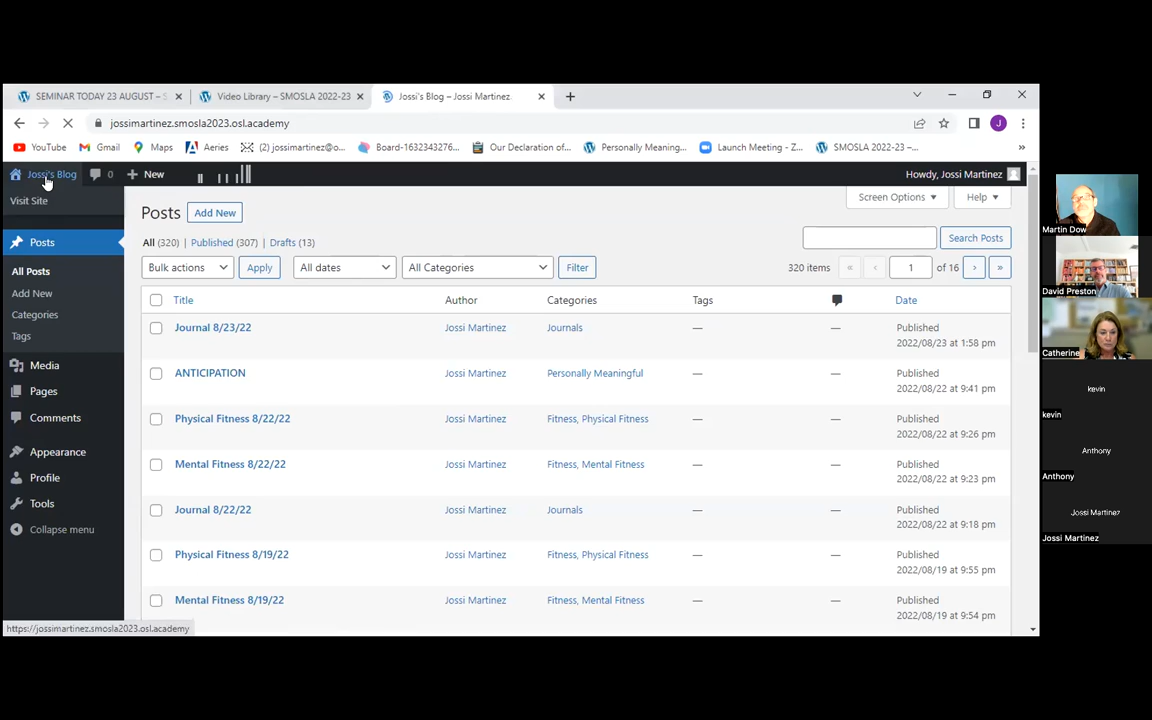 SEMINAR TODAY 23 AUGUST – S
Video Library – SMOSLA 2022-23
Jossi's Blog – Jossi Martinez
jossimartinez.smosla2023.osl.academy
YouTube Gmail Maps Aeries (2) jossimartinez@o... Board-1632343276... Our Declaration of... Personally Meaning... Launch Meeting - Z... SMOSLA 2022-23 –... »
Jossi's Blog 0 + New Howdy, Jossi Martinez
Visit Site
Screen Options ▼ Help ▼
Posts Add New
Posts
All Posts
Add New
Categories
Tags
Media
Pages
Comments
Appearance
Profile
Tools
Collapse menu
All (320) | Published (307) | Drafts (13)
Search Posts
Bulk actions Apply All dates All Categories Filter 320 items « ‹ 1 of 16 › »
Title Author Categories Tags Date
Journal 8/23/22 Jossi Martinez Journals — — Published
2022/08/23 at 1:58 pm
ANTICIPATION Jossi Martinez Personally Meaningful — — Published
2022/08/22 at 9:41 pm
Physical Fitness 8/22/22 Jossi Martinez Fitness, Physical Fitness — — Published
2022/08/22 at 9:26 pm
Mental Fitness 8/22/22 Jossi Martinez Fitness, Mental Fitness — — Published
2022/08/22 at 9:23 pm
Journal 8/22/22 Jossi Martinez Journals — — Published
2022/08/22 at 9:18 pm
Physical Fitness 8/19/22 Jossi Martinez Fitness, Physical Fitness — — Published
2022/08/19 at 9:55 pm
Mental Fitness 8/19/22 Jossi Martinez Fitness, Mental Fitness — — Published
2022/08/19 at 9:54 pm
https://jossimartinez.smosla2023.osl.academy
Martin Dow
David Preston
Catherine
kevin
kevin
Anthony
Anthony
Jossi Martinez
Jossi Martinez